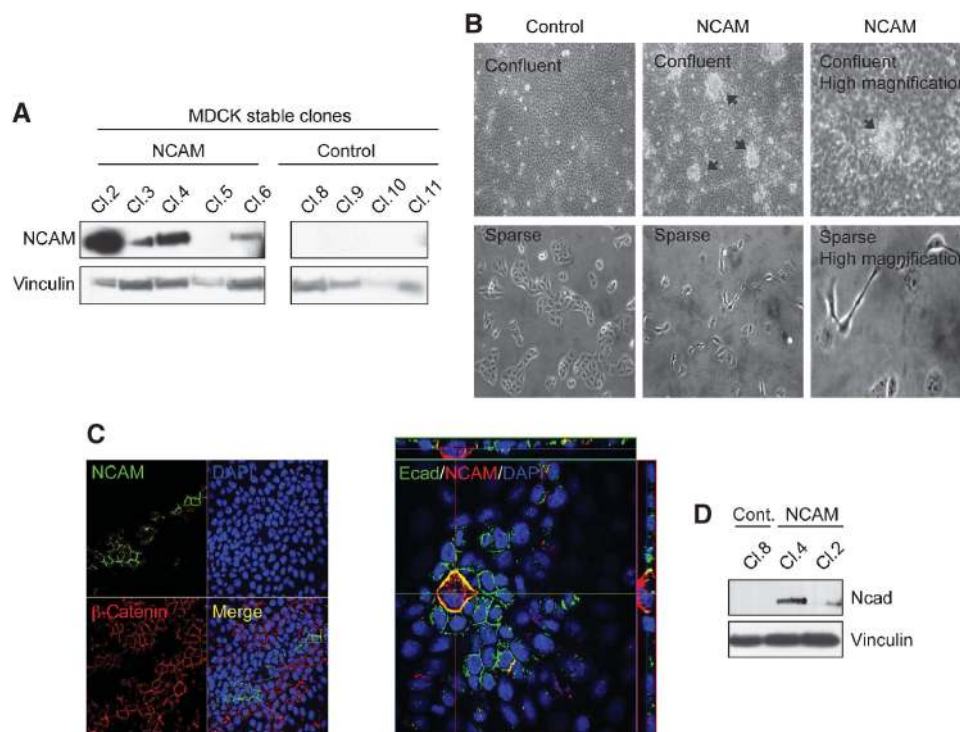 A
MDCK stable clones
NCAM Control
Cl.2 Cl.3 Cl.4 Cl.5 Cl.6 Cl.8 Cl.9 Cl.10 Cl.11
NCAM
Vinculin
B
Control NCAM NCAM
Confluent Confluent Confluent
High magnification
Sparse Sparse Sparse
High magnification
C
NCAM DAPI
β-Catenin Merge
Ecad/NCAM/DAPI
D
Cont. NCAM
Cl.8 Cl.4 Cl.2
Ncad
Vinculin